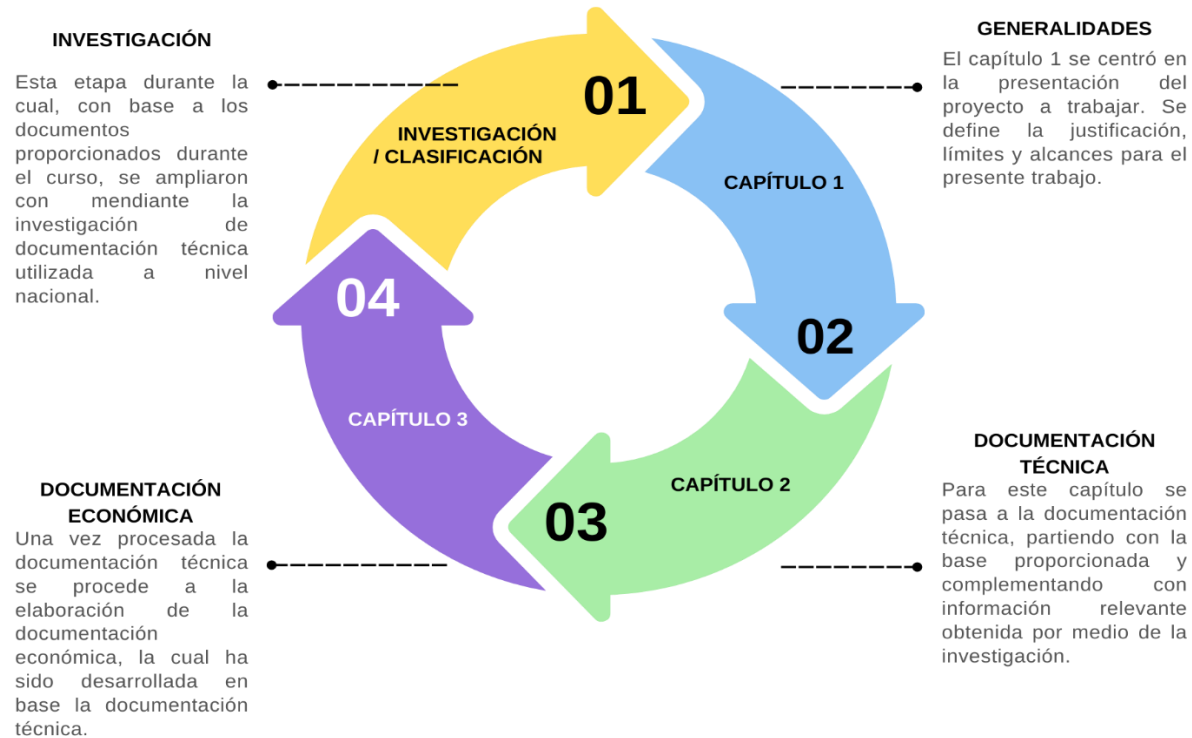 INVESTIGACIÓN
Esta etapa durante la
cual, con base a los
documentos
proporcionados durante
el curso, se ampliaron
con mendiante la
investigación de
documentación técnica
utilizada a nivel
nacional.
01
INVESTIGACIÓN
/ CLASIFICACIÓN
GENERALIDADES
El capítulo 1 se centró en
la presentación del
proyecto a trabajar. Se
define la justificación,
límites y alcances para el
presente trabajo.
CAPÍTULO 1
02
DOCUMENTACIÓN
TÉCNICA
Para este capítulo se
pasa a la documentación
técnica, partiendo con la
base proporcionada y
complementando con
información relevante
obtenida por medio de la
investigación.
CAPÍTULO 2
03
04
CAPÍTULO 3
DOCUMENTACIÓN
ECONÓMICA
Una vez procesada la
documentación técnica
se procede a la
elaboración de la
documentación
económica, la cual ha
sido desarrollada en
base la documentación
técnica.